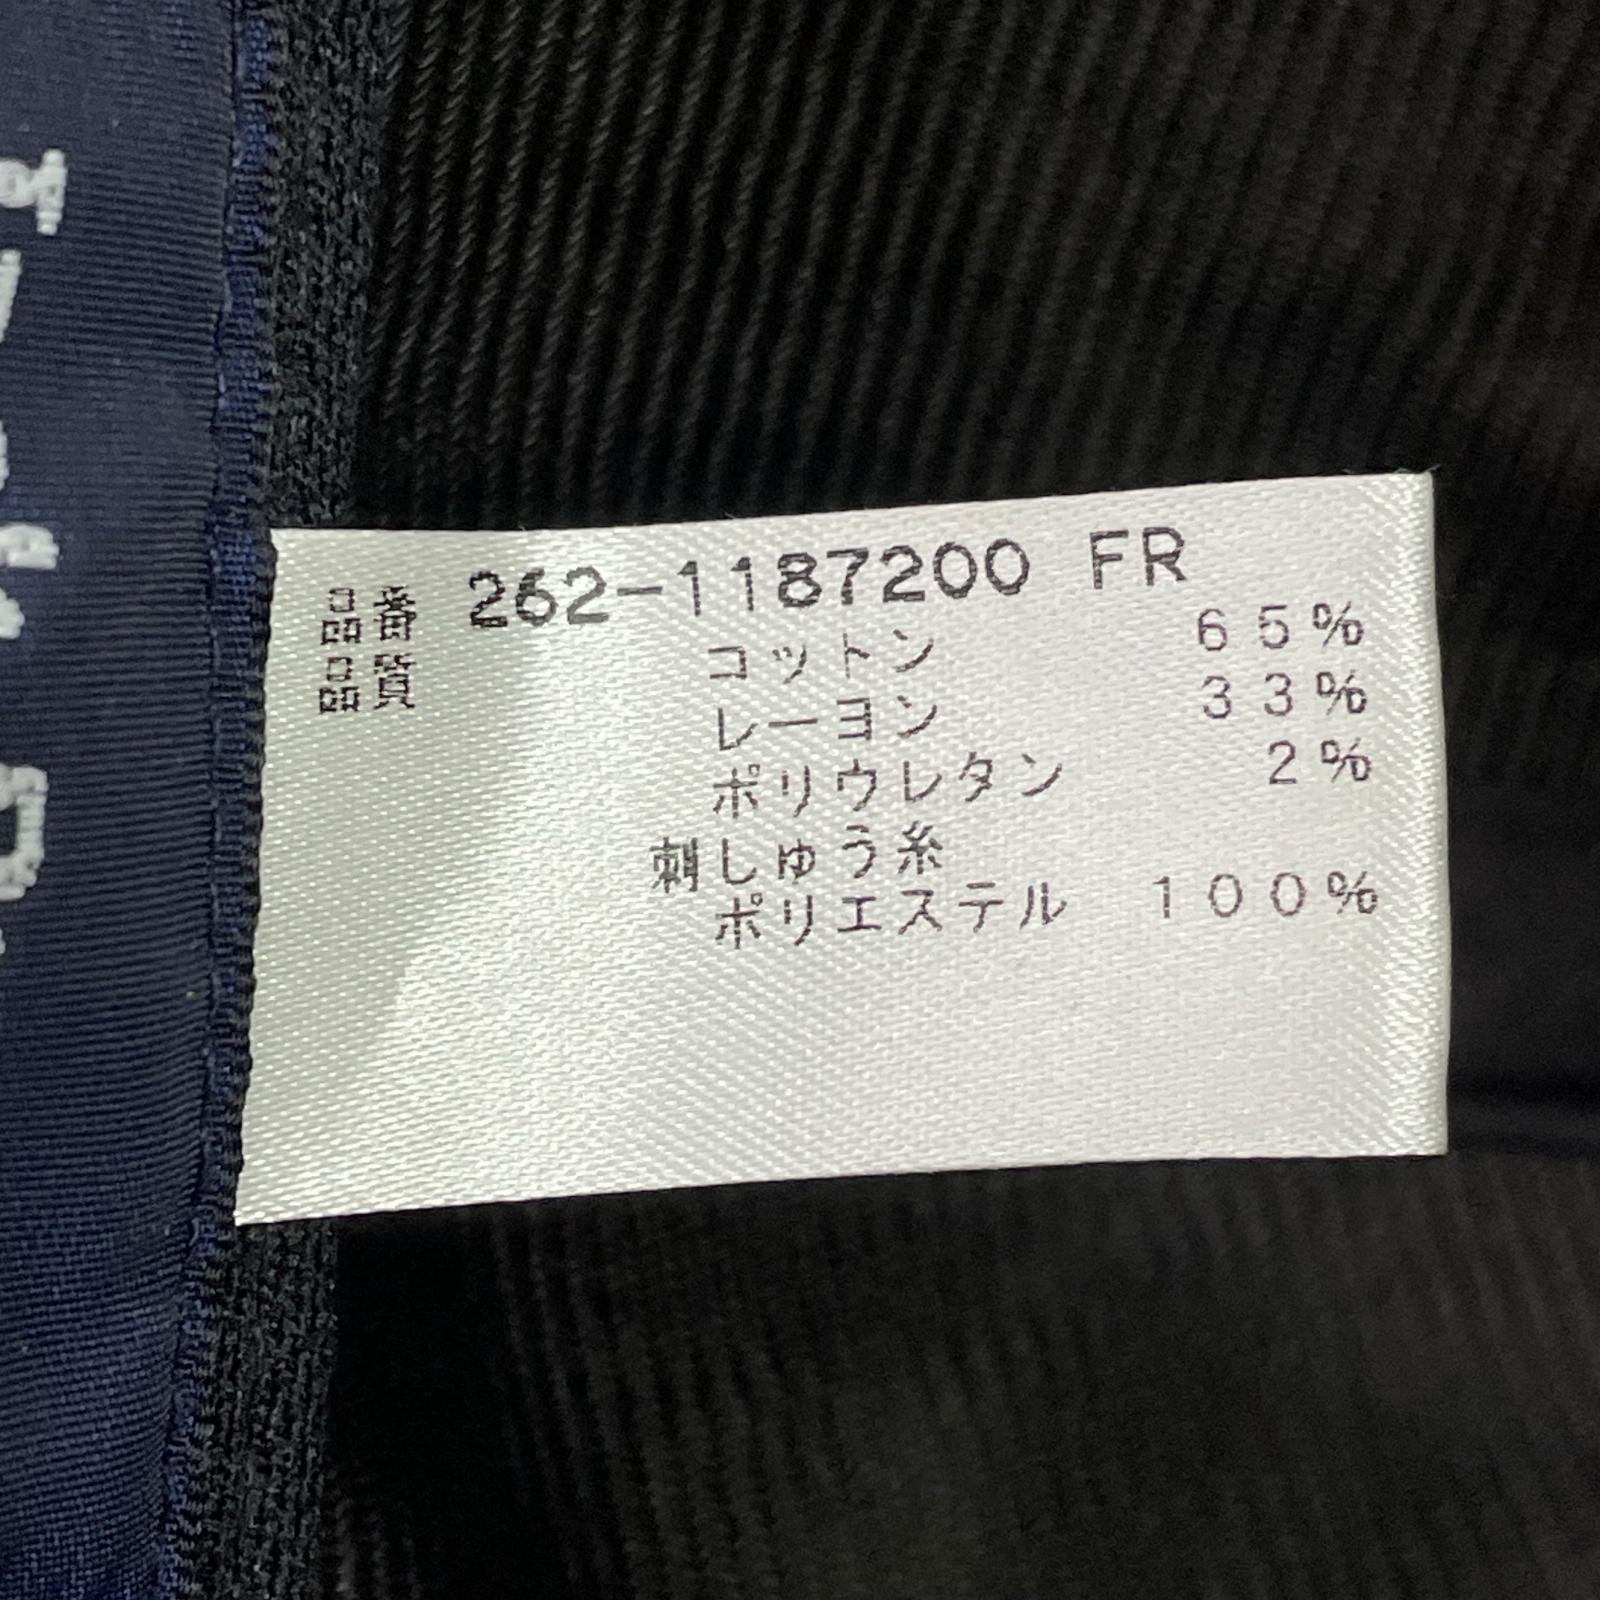 品番 262-1187200 FR
品質 コットン 65%
レーヨン 33%
ポリウレタン 2%
刺しゅう糸
ポリエステル 100%